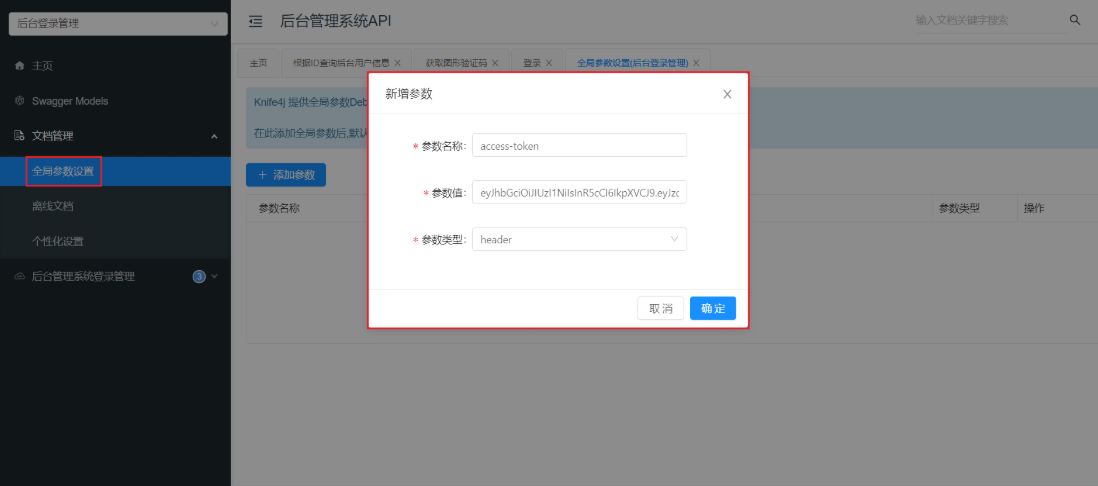 后台登录管理
后台管理系统API
输入文档关键字搜索
主页
Swagger Models
文档管理
全局参数设置
离线文档
个性化设置
后台管理系统登录管理 3
主页 根据ID查询后台用户信息 获取图形验证码 登录 全局参数设置(后台登录管理)
Knife4j 提供全局参数Deb
在此添加全局参数后,默认
+ 添加参数
参数名称 参数类型 操作
新增参数
* 参数名称: access-token
* 参数值: eyJhbGciOiJIUzI1NiIsInR5cCI6IkpXVCJ9.eyJzc
* 参数类型: header
取消 确定